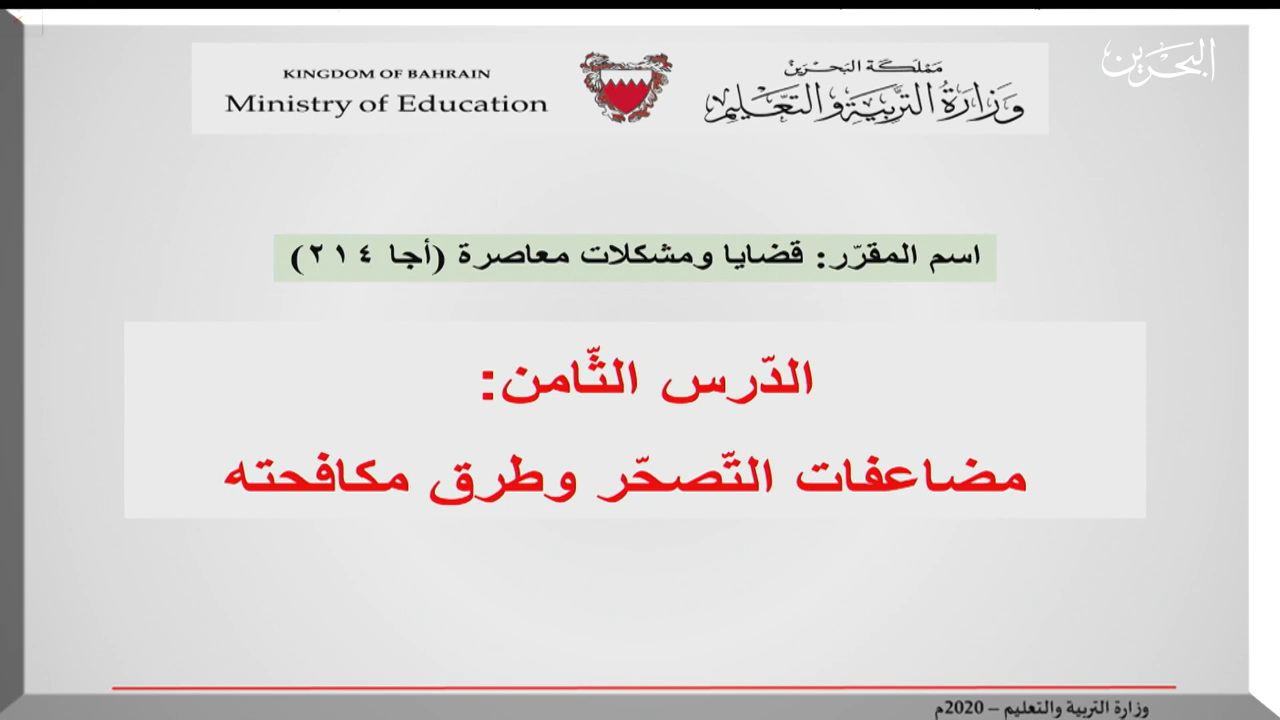 البحرين
مملكة البحرين
وزارة التربية والتعليم
KINGDOM OF BAHRAIN
Ministry of Education
اسم المقرّر: قضايا ومشكلات معاصرة (أجا ٢١٤)
الدّرس الثّامن:
مضاعفات التّصحّر وطرق مكافحته
وزارة التربية والتعليم – 2020م